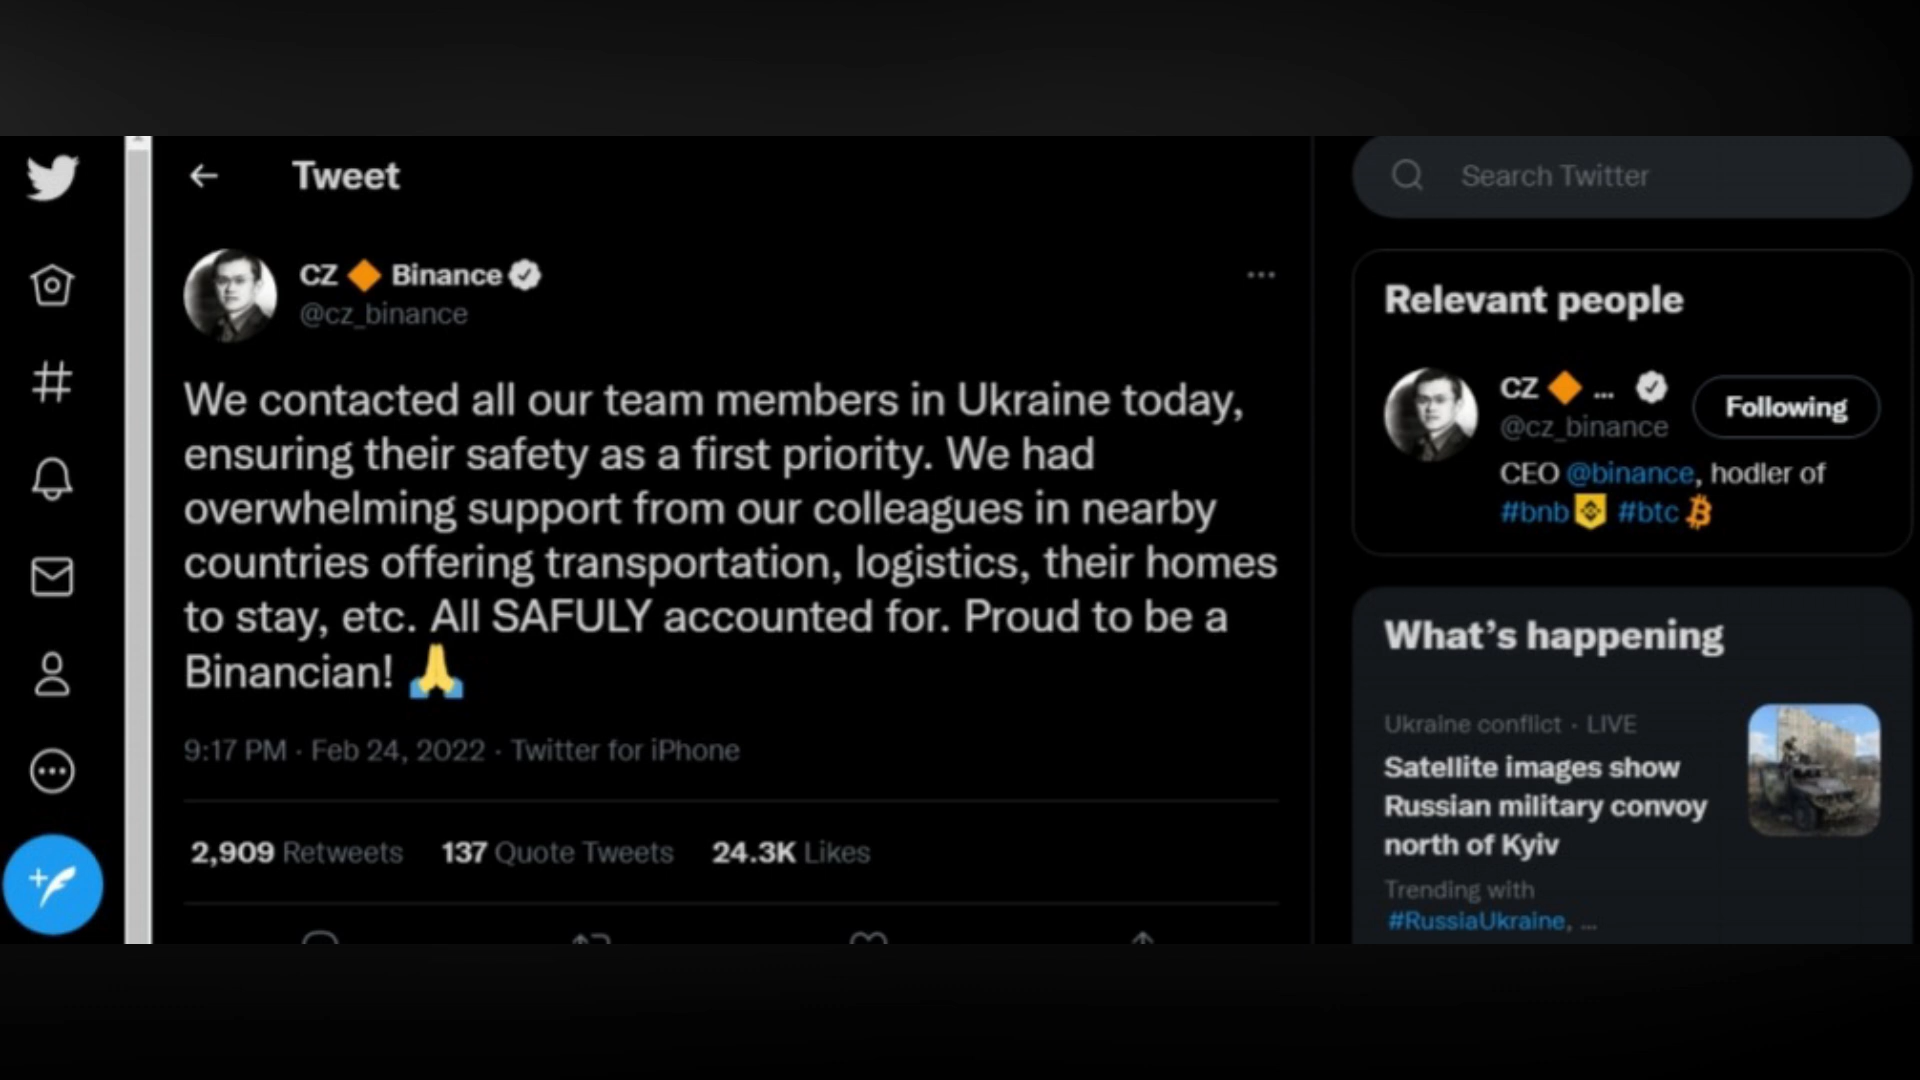 Tweet
CZ 🔶 Binance
@cz_binance
We contacted all our team members in Ukraine today,
ensuring their safety as a first priority. We had
overwhelming support from our colleagues in nearby
countries offering transportation, logistics, their homes
to stay, etc. All SAFULY accounted for. Proud to be a
Binancian! 🙏
9:17 PM · Feb 24, 2022 · Twitter for iPhone
2,909 Retweets 137 Quote Tweets 24.3K Likes
Search Twitter
Relevant people
CZ 🔶 ...
@cz_binance
Following
CEO @binance, hodler of
#bnb #btc
What's happening
Ukraine conflict · LIVE
Satellite images show
Russian military convoy
north of Kyiv
Trending with
#RussiaUkraine, ...